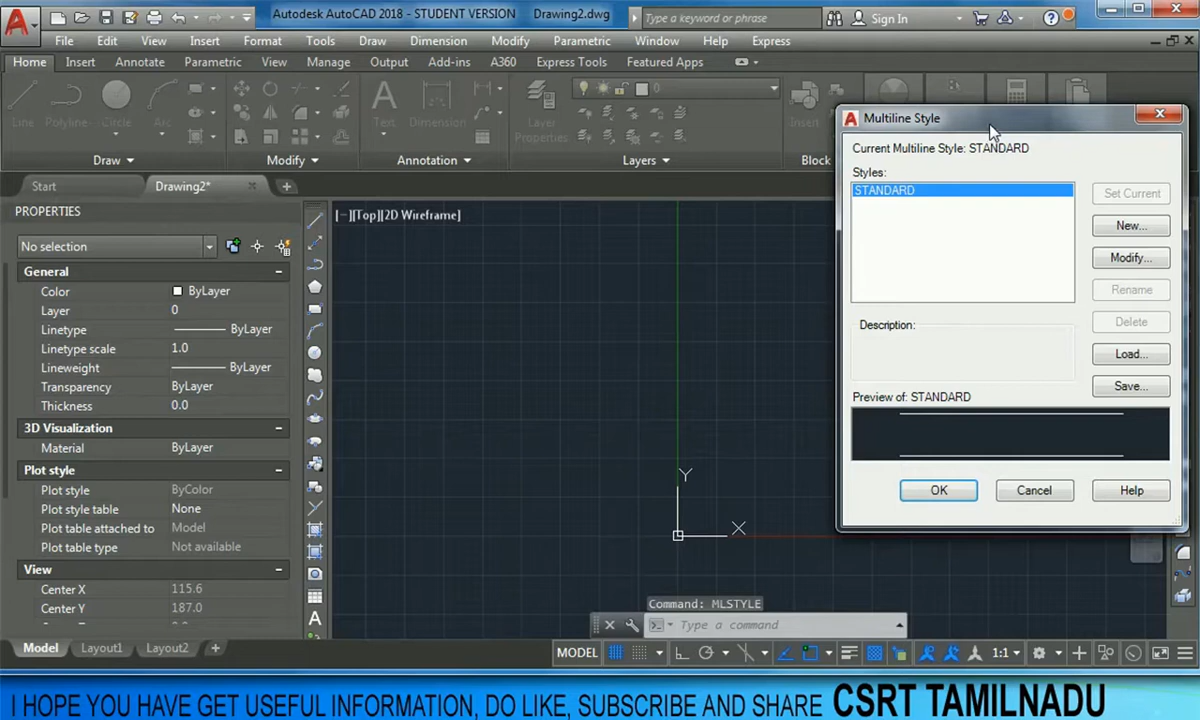 Autodesk AutoCAD 2018 - STUDENT VERSION Drawing2.dwg Type a keyword or phrase Sign In
File Edit View Insert Format Tools Draw Dimension Modify Parametric Window Help Express
Home Insert Annotate Parametric View Manage Output Add-ins A360 Express Tools Featured Apps
Line Polyline Circle Arc Text Dimension Layer Properties 0 Insert
Draw Modify Annotation Layers Block
Start Drawing2*
PROPERTIES
No selection
General
Color ByLayer
Layer 0
Linetype ByLayer
Linetype scale 1.0
Lineweight ByLayer
Transparency ByLayer
Thickness 0.0
3D Visualization
Material ByLayer
Plot style
Plot style ByColor
Plot style table None
Plot table attached to Model
Plot table type Not available
View
Center X 115.6
Center Y 187.0
[−][Top][2D Wireframe]
Y
X
Multiline Style
Current Multiline Style: STANDARD
Styles:
STANDARD
Set Current
New...
Modify...
Rename
Delete
Load...
Save...
Description:
Preview of: STANDARD
OK Cancel Help
Command: MLSTYLE
Type a command
Model Layout1 Layout2 +
MODEL 1:1
I HOPE YOU HAVE GET USEFUL INFORMATION, DO LIKE, SUBSCRIBE AND SHARE CSRT TAMILNADU